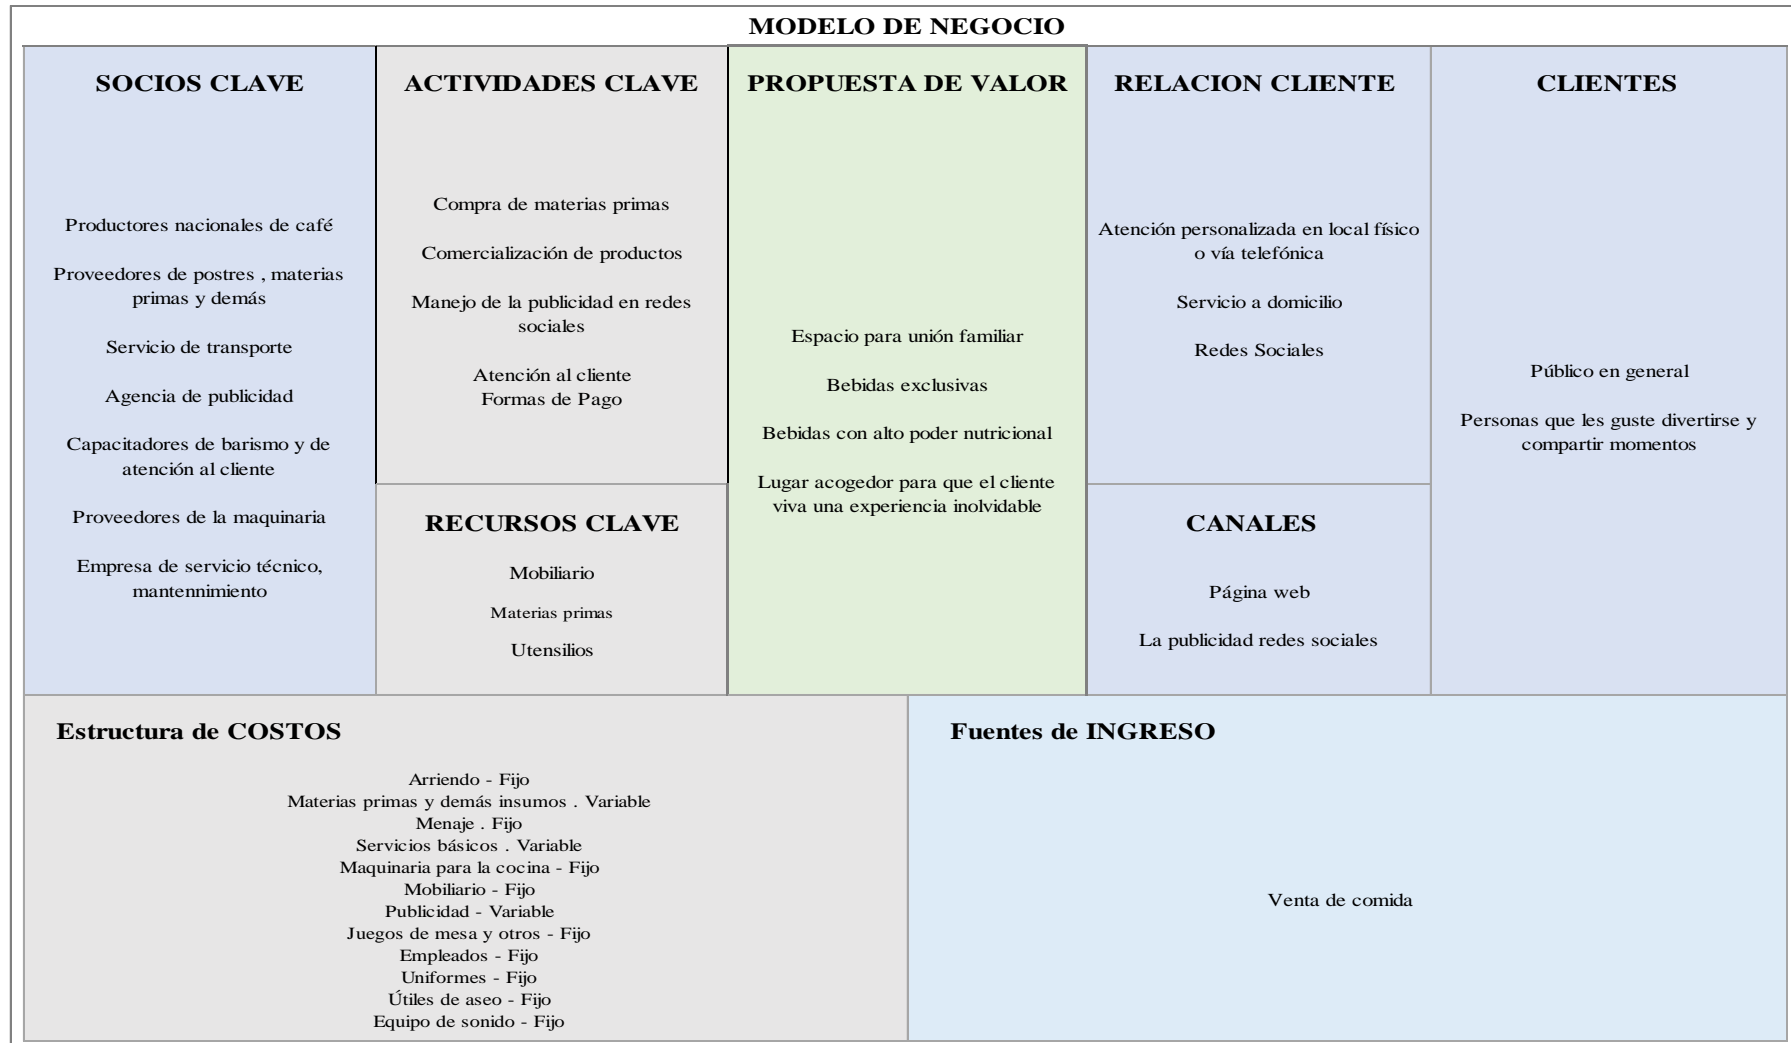 MODELO DE NEGOCIO
SOCIOS CLAVE
Productores nacionales de café
Proveedores de postres , materias
primas y demás
Servicio de transporte
Agencia de publicidad
Capacitadores de barismo y de
atención al cliente
Proveedores de la maquinaria
Empresa de servicio técnico,
mantennimiento
ACTIVIDADES CLAVE
Compra de materias primas
Comercialización de productos
Manejo de la publicidad en redes
sociales
Atención al cliente
Formas de Pago
RECURSOS CLAVE
Mobiliario
Materias primas
Utensilios
PROPUESTA DE VALOR
Espacio para unión familiar
Bebidas exclusivas
Bebidas con alto poder nutricional
Lugar acogedor para que el cliente
viva una experiencia inolvidable
RELACION CLIENTE
Atención personalizada en local físico
o vía telefónica
Servicio a domicilio
Redes Sociales
CANALES
Página web
La publicidad redes sociales
CLIENTES
Público en general
Personas que les guste divertirse y
compartir momentos
Estructura de COSTOS
Arriendo - Fijo
Materias primas y demás insumos . Variable
Menaje . Fijo
Servicios básicos . Variable
Maquinaria para la cocina - Fijo
Mobiliario - Fijo
Publicidad - Variable
Juegos de mesa y otros - Fijo
Empleados - Fijo
Uniformes - Fijo
Útiles de aseo - Fijo
Equipo de sonido - Fijo
Fuentes de INGRESO
Venta de comida